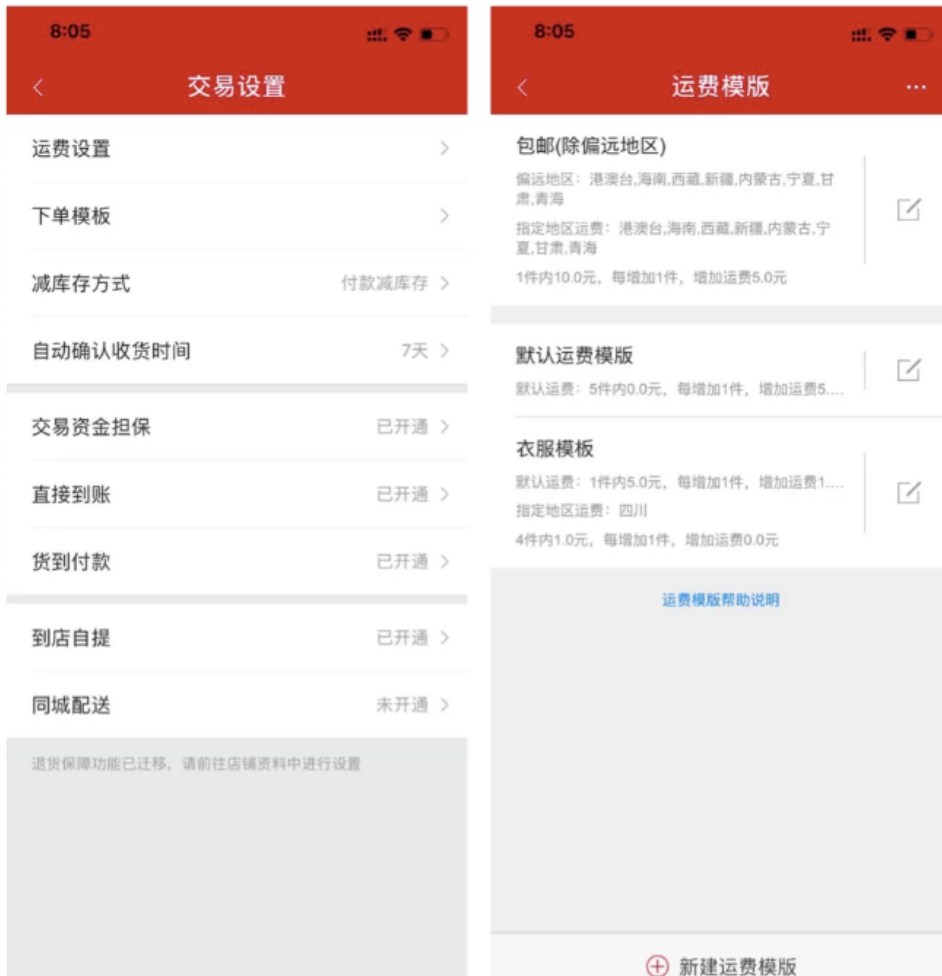 8:05
交易设置
运费设置
下单模板
减库存方式 付款减库存
自动确认收货时间 7天
交易资金担保 已开通
直接到账 已开通
货到付款 已开通
到店自提 已开通
同城配送 未开通
退货保障功能已迁移，请前往店铺资料中进行设置
8:05
运费模版
包邮(除偏远地区)
偏远地区：港澳台,海南,西藏,新疆,内蒙古,宁夏,甘
肃,青海
指定地区运费：港澳台,海南,西藏,新疆,内蒙古,宁
夏,甘肃,青海
1件内10.0元，每增加1件，增加运费5.0元
默认运费模版
默认运费：5件内0.0元，每增加1件，增加运费5....
衣服模板
默认运费：1件内5.0元，每增加1件，增加运费1....
指定地区运费：四川
4件内1.0元，每增加1件，增加运费0.0元
运费模版帮助说明
新建运费模版